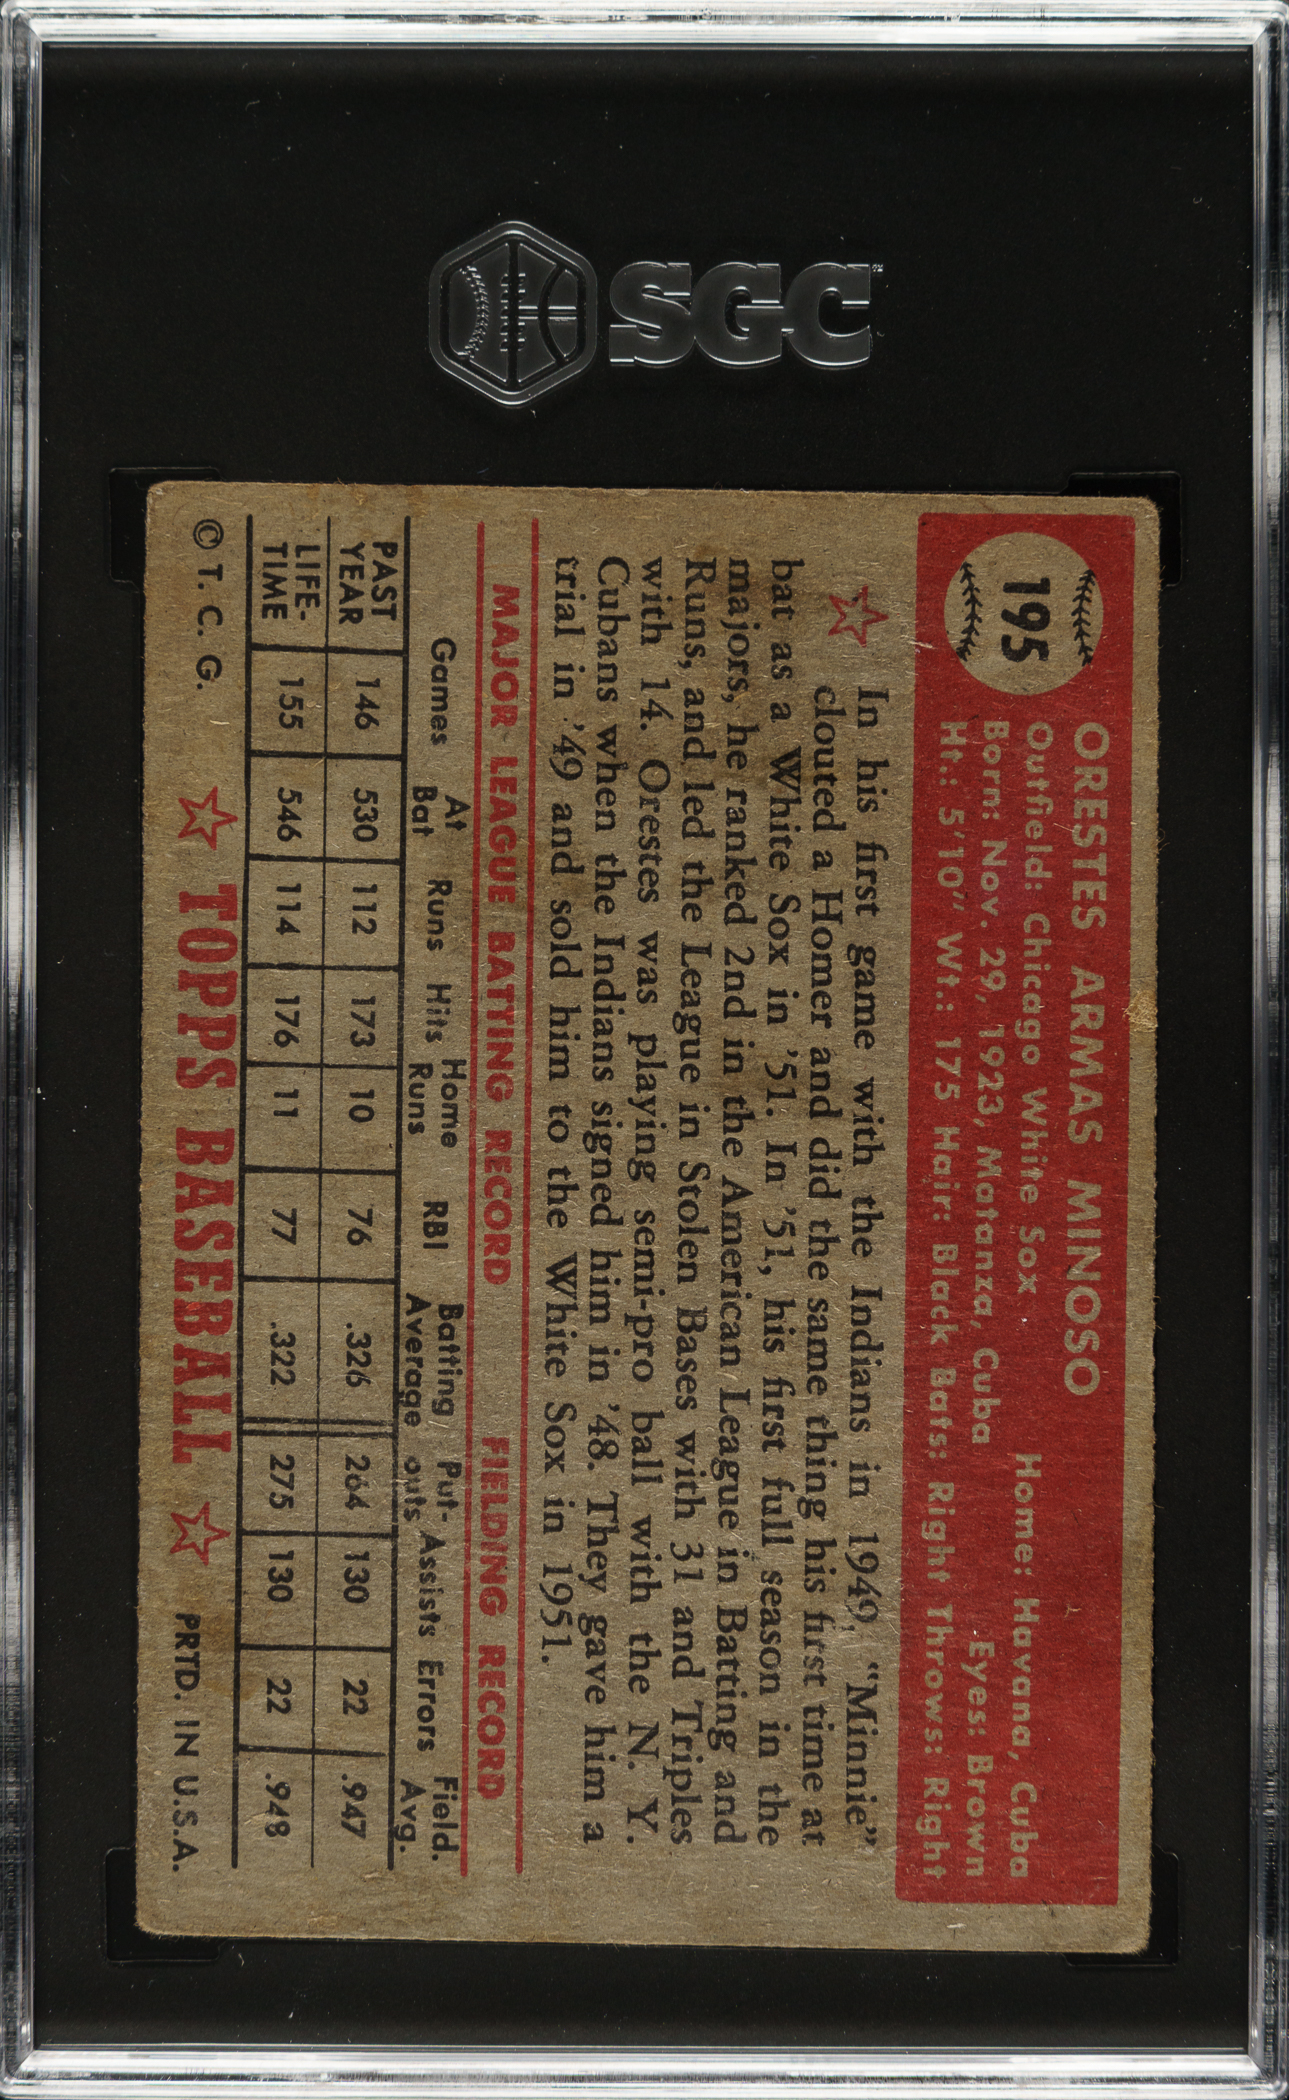 SGC
195
ORESTES ARMAS MINOSO
Outfield: Chicago White Sox Home: Havana, Cuba
Born: Nov. 29, 1923, Matanza, Cuba Eyes: Brown
Ht.: 5'10" Wt.: 175 Hair: Black Bats: Right Throws: Right
In his first game with the Indians in 1949, "Minnie"
clouted a Homer and did the same thing his first time at
bat as a White Sox in '51. In '51, his first full season in the
majors, he ranked 2nd in the American League in Batting and
Runs, and led the League in Stolen Bases with 31 and Triples
with 14. Orestes was playing semi-pro ball with the N. Y.
Cubans when the Indians signed him in '48. They gave him a
trial in '49 and sold him to the White Sox in 1951.
MAJOR LEAGUE BATTING RECORD FIELDING RECORD
Games At Bat Runs Hits Home Runs RBI Batting Average Put-outs Assists Errors Field. Avg.
PAST YEAR 146 530 112 173 10 76 .326 264 130 22 .947
LIFE-TIME 155 546 114 176 11 77 .322 275 130 22 .948
© T. C. G. TOPPS BASEBALL PRTD. IN U.S.A.